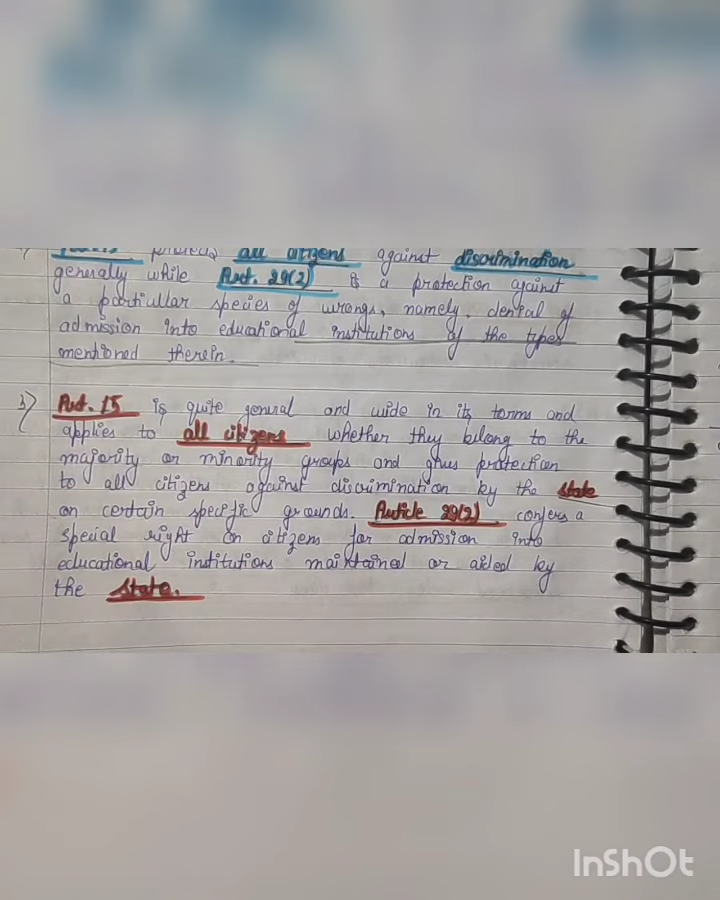 all citizens against discrimination
generally while Art. 29(2) is a protection against
a particular species of wrongs, namely, denial of
admission into educational institutions of the types
mentioned therein.
3) Art. 15 is quite general and wide in its terms and
applies to all citizens whether they belong to the
majority or minority groups and gives protection
to all citizens against discrimination by the state
on certain specific grounds. Article 29(2) confers a
special right on citizens for admission into
educational institutions maintained or aided by
the state.
InShOt